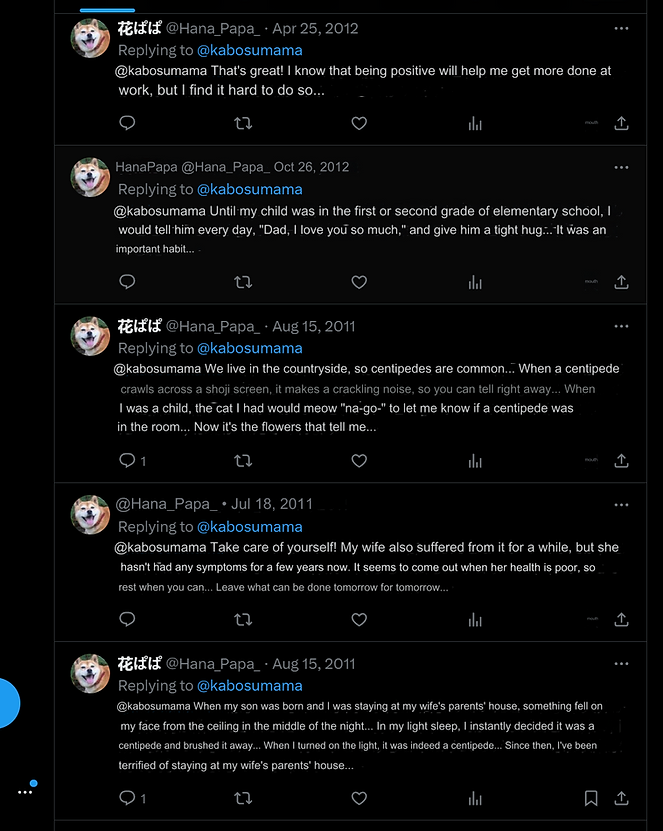 花ぱぱ @Hana_Papa_ · Apr 25, 2012
Replying to @kabosumama
@kabosumama That's great! I know that being positive will help me get more done at
work, but I find it hard to do so...
HanaPapa @Hana_Papa_ Oct 26, 2012
Replying to @kabosumama
@kabosumama Until my child was in the first or second grade of elementary school, I
would tell him every day, "Dad, I love you so much," and give him a tight hug... It was an
important habit...
花ぱぱ @Hana_Papa_ · Aug 15, 2011
Replying to @kabosumama
@kabosumama We live in the countryside, so centipedes are common... When a centipede
crawls across a shoji screen, it makes a crackling noise, so you can tell right away... When
I was a child, the cat I had would meow "na-go-" to let me know if a centipede was
in the room... Now it's the flowers that tell me...
1
@Hana_Papa_ • Jul 18, 2011
Replying to @kabosumama
@kabosumama Take care of yourself! My wife also suffered from it for a while, but she
hasn't had any symptoms for a few years now. It seems to come out when her health is poor, so
rest when you can... Leave what can be done tomorrow for tomorrow...
花ぱぱ @Hana_Papa_ · Aug 15, 2011
Replying to @kabosumama
@kabosumama When my son was born and I was staying at my wife's parents' house, something fell on
my face from the ceiling in the middle of the night... In my light sleep, I instantly decided it was a
centipede and brushed it away... When I turned on the light, it was indeed a centipede... Since then, I've been
terrified of staying at my wife's parents' house...
1